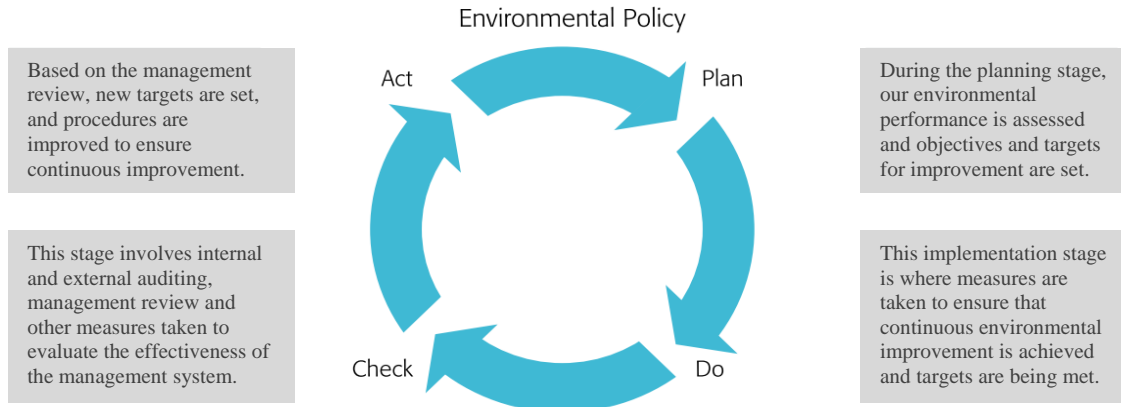 Environmental Policy
Act
Plan
Based on the management
review, new targets are set,
and procedures are
improved to ensure
continuous improvement.
During the planning stage,
our environmental
performance is assessed
and objectives and targets
for improvement are set.
This stage involves internal
and external auditing,
management review and
other measures taken to
evaluate the effectiveness of
the management system.
This implementation stage
is where measures are
taken to ensure that
continuous environmental
improvement is achieved
and targets are being met.
Check
Do